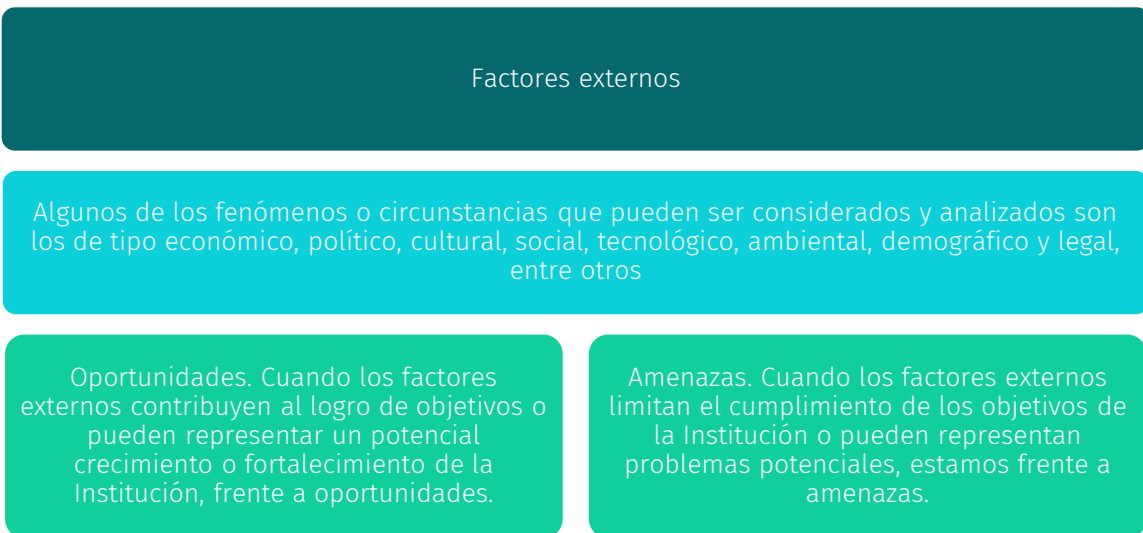 Factores externos
Algunos de los fenómenos o circunstancias que pueden ser considerados y analizados son
los de tipo económico, político, cultural, social, tecnológico, ambiental, demográfico y legal,
entre otros
Oportunidades. Cuando los factores
externos contribuyen al logro de objetivos o
pueden representar un potencial
crecimiento o fortalecimiento de la
Institución, frente a oportunidades.
Amenazas. Cuando los factores externos
limitan el cumplimiento de los objetivos de
la Institución o pueden representan
problemas potenciales, estamos frente a
amenazas.